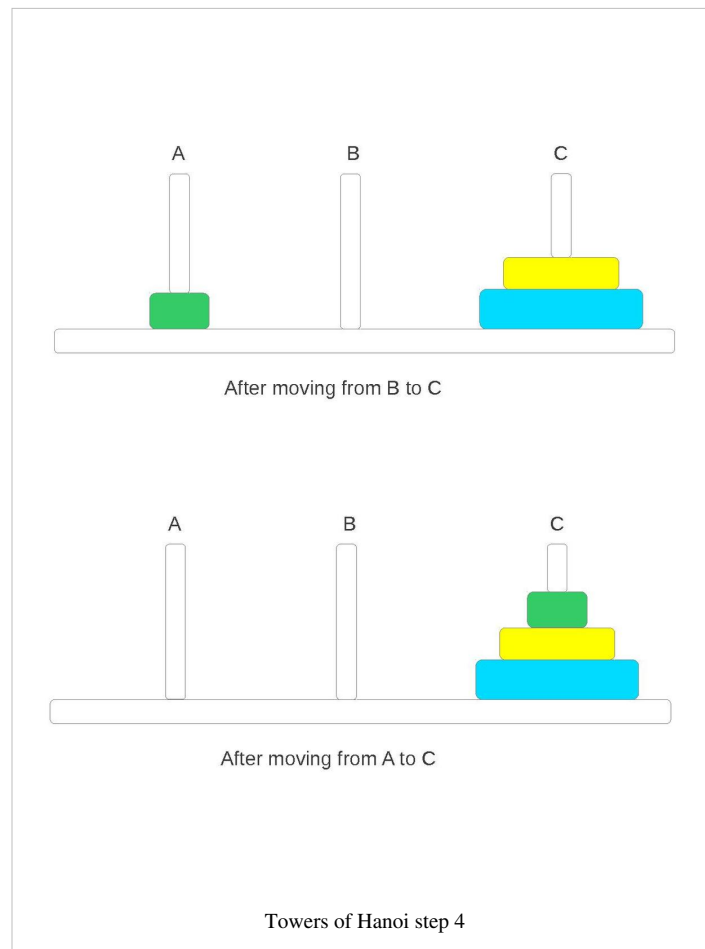 A B C
After moving from B to C
A B C
After moving from A to C
Towers of Hanoi step 4